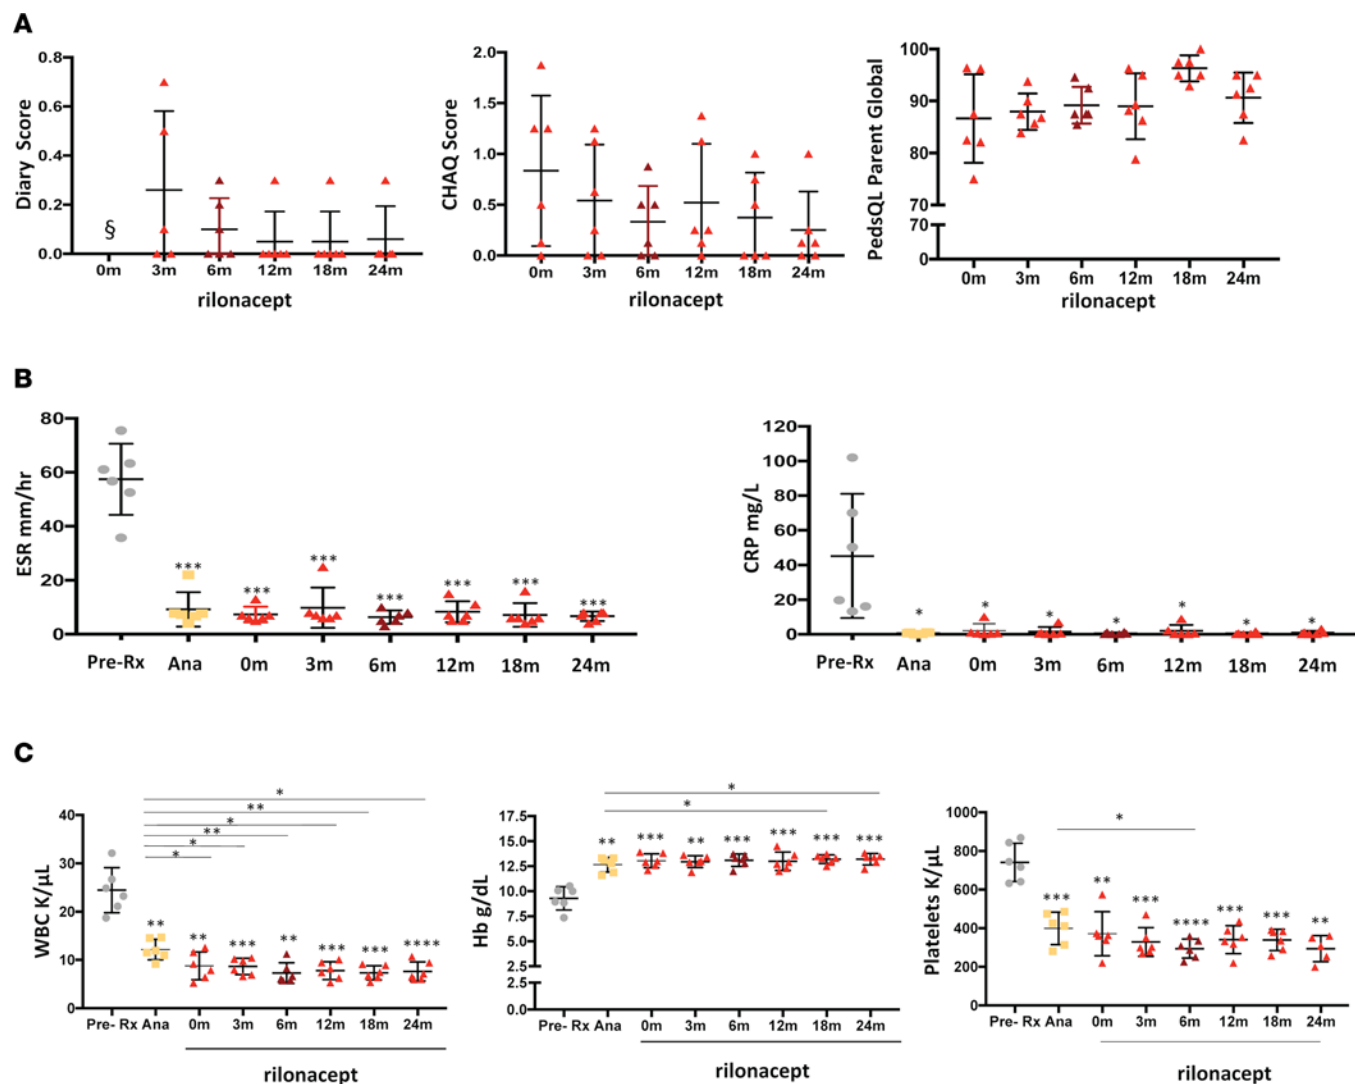 A
Diary Score
0.8
0.6
0.4
0.2
0.0
§
0m 3m 6m 12m 18m 24m
rilonacept
CHAQ Score
2.0
1.5
1.0
0.5
0.0
0m 3m 6m 12m 18m 24m
rilonacept
PedsQL Parent Global
100
90
80
70
70
0
0m 3m 6m 12m 18m 24m
rilonacept
B
ESR mm/hr
80
60
40
20
0
*** *** *** *** *** *** ***
Pre-Rx Ana 0m 3m 6m 12m 18m 24m
CRP mg/L
120
100
80
60
40
20
0
* * * * * * *
Pre-Rx Ana 0m 3m 6m 12m 18m 24m
C
WBC K/µL
40
30
20
10
0
*
**
*
**
*
*
** ** *** ** *** *** ****
Pre- Rx Ana 0m 3m 6m 12m 18m 24m
rilonacept
Hb g/dL
17.5
15.0
12.5
10.0
7.5
5.0
2.5
2.5
0.0
*
*
** *** ** *** *** *** ***
Pre- Rx Ana 0m 3m 6m 12m 18m 24m
rilonacept
Platelets K/µL
1000
800
600
400
200
0
*
*** ** *** **** *** *** **
Pre- Rx Ana 0m 3m 6m 12m 18m 24m
rilonacept